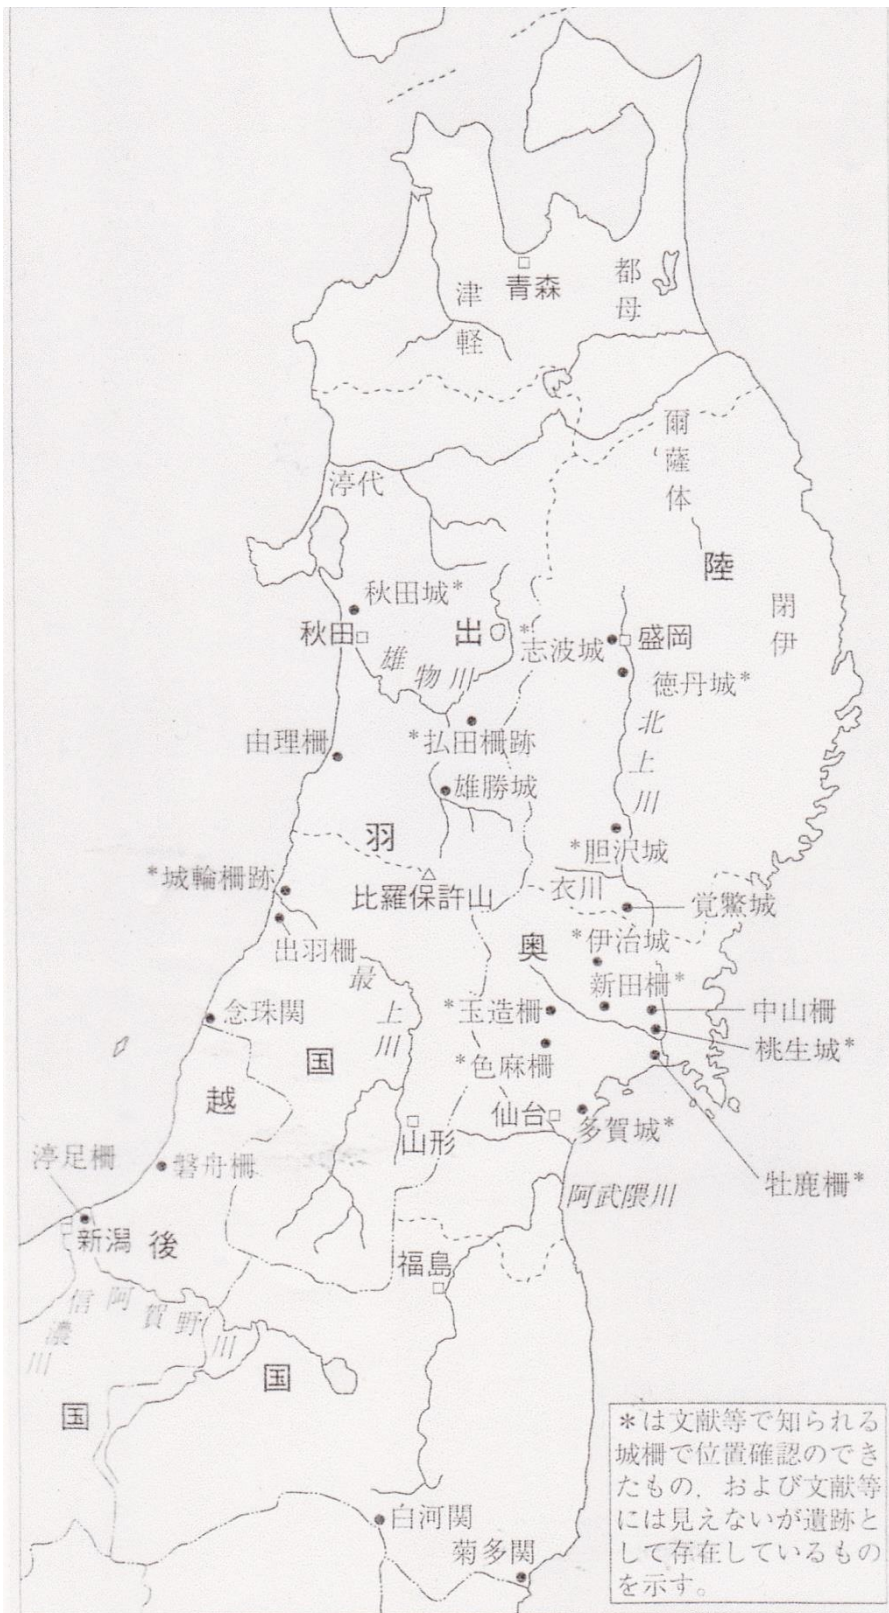 青森
都母
津軽
爾薩体
渟代
陸
閉伊
秋田城*
秋田
出
*志波城
盛岡
雄物川
徳丹城*
北上川
*払田柵跡
由理柵
雄勝城
羽
*胆沢城
*城輪柵跡
比羅保許山
衣川
覚鱉城
出羽柵
奥
*伊治城
最上川
新田柵*
念珠関
*玉造柵
中山柵
桃生城*
国
*色麻柵
越
仙台
多賀城*
山形
渟足柵
磐舟柵
牡鹿柵*
阿武隈川
新潟
後
福島
信濃川
阿賀野川
国
国
*は文献等で知られる
城柵で位置確認のでき
たもの,および文献等
には見えないが遺跡と
して存在しているもの
を示す。
白河関
菊多関